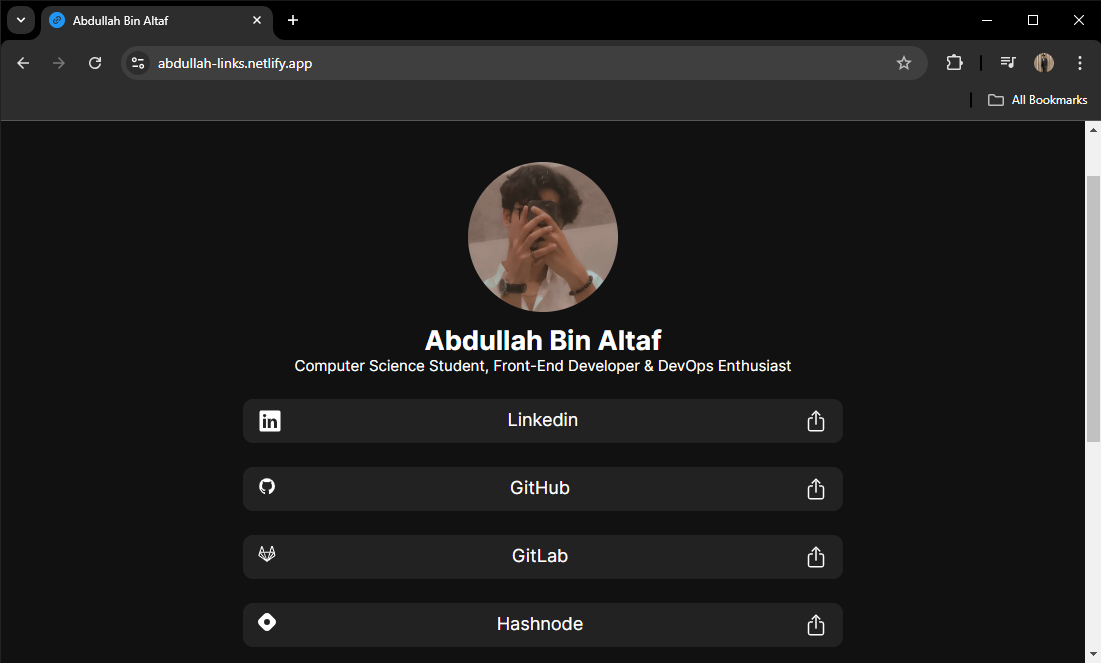 Abdullah Bin Altaf
abdullah-links.netlify.app
All Bookmarks
Abdullah Bin Altaf
Computer Science Student, Front-End Developer & DevOps Enthusiast
in
Linkedin
GitHub
GitLab
Hashnode